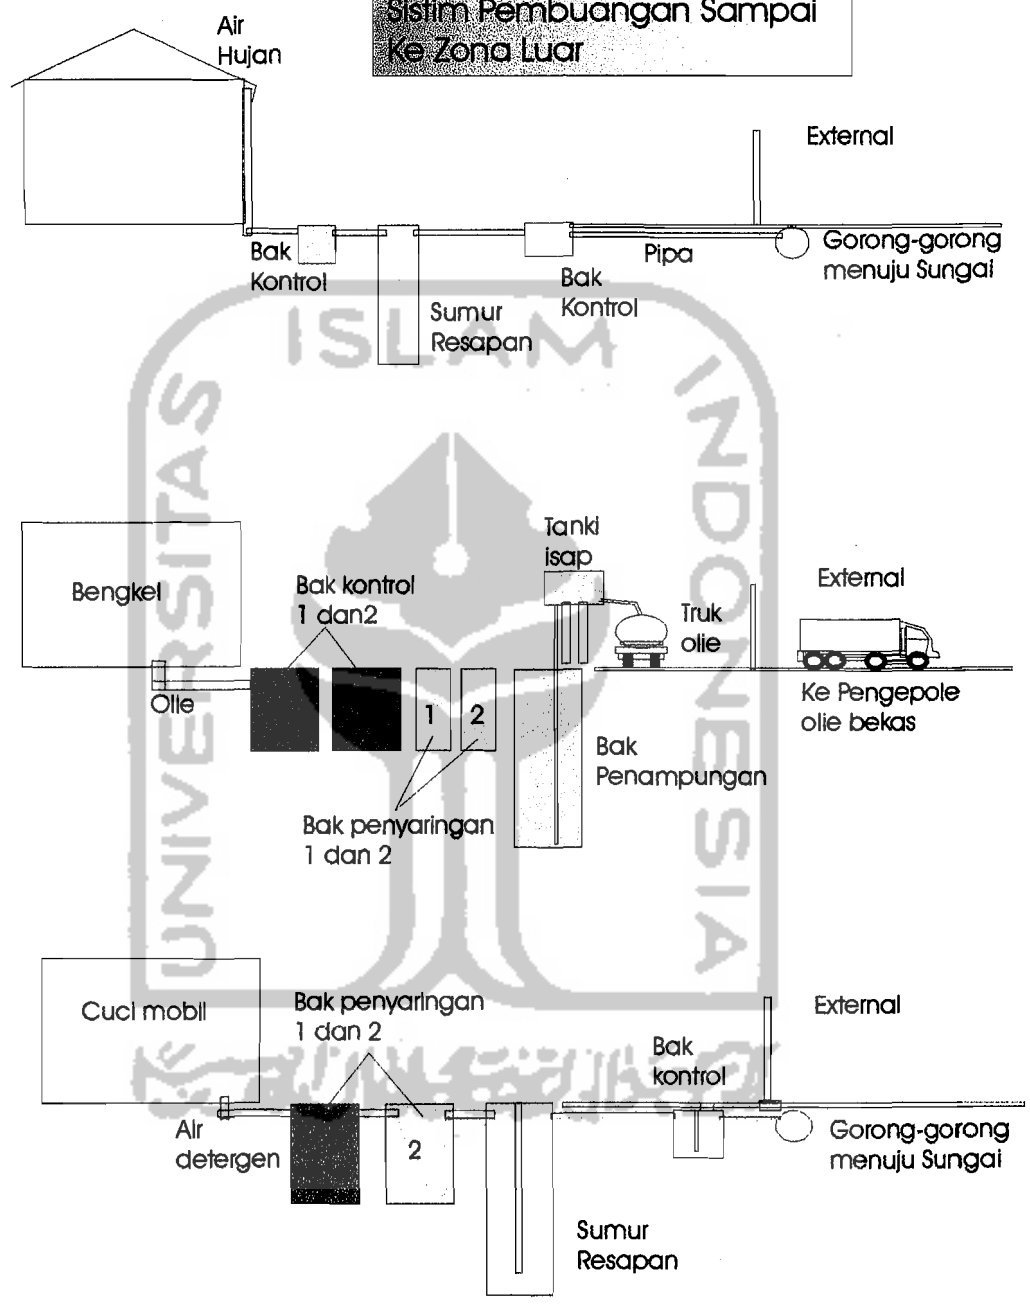 Sistim Pembuangan Sampai
Ke Zona Luar
Air
Hujan
External
Bak
Kontrol
Sumur
Resapan
Bak
Kontrol
Pipa
Gorong-gorong
menuju Sungai
UNIVERSITAS
ISLAM
INDONESIA
Bengkel
Olie
Bak kontrol
1 dan2
1
2
Bak penyaringan
1 dan 2
Tanki
isap
Bak
Penampungan
Truk
olie
External
Ke Pengepole
olie bekas
Cuci mobil
Air
detergen
Bak penyaringan
1 dan 2
2
Sumur
Resapan
Bak
kontrol
External
Gorong-gorong
menuju Sungai